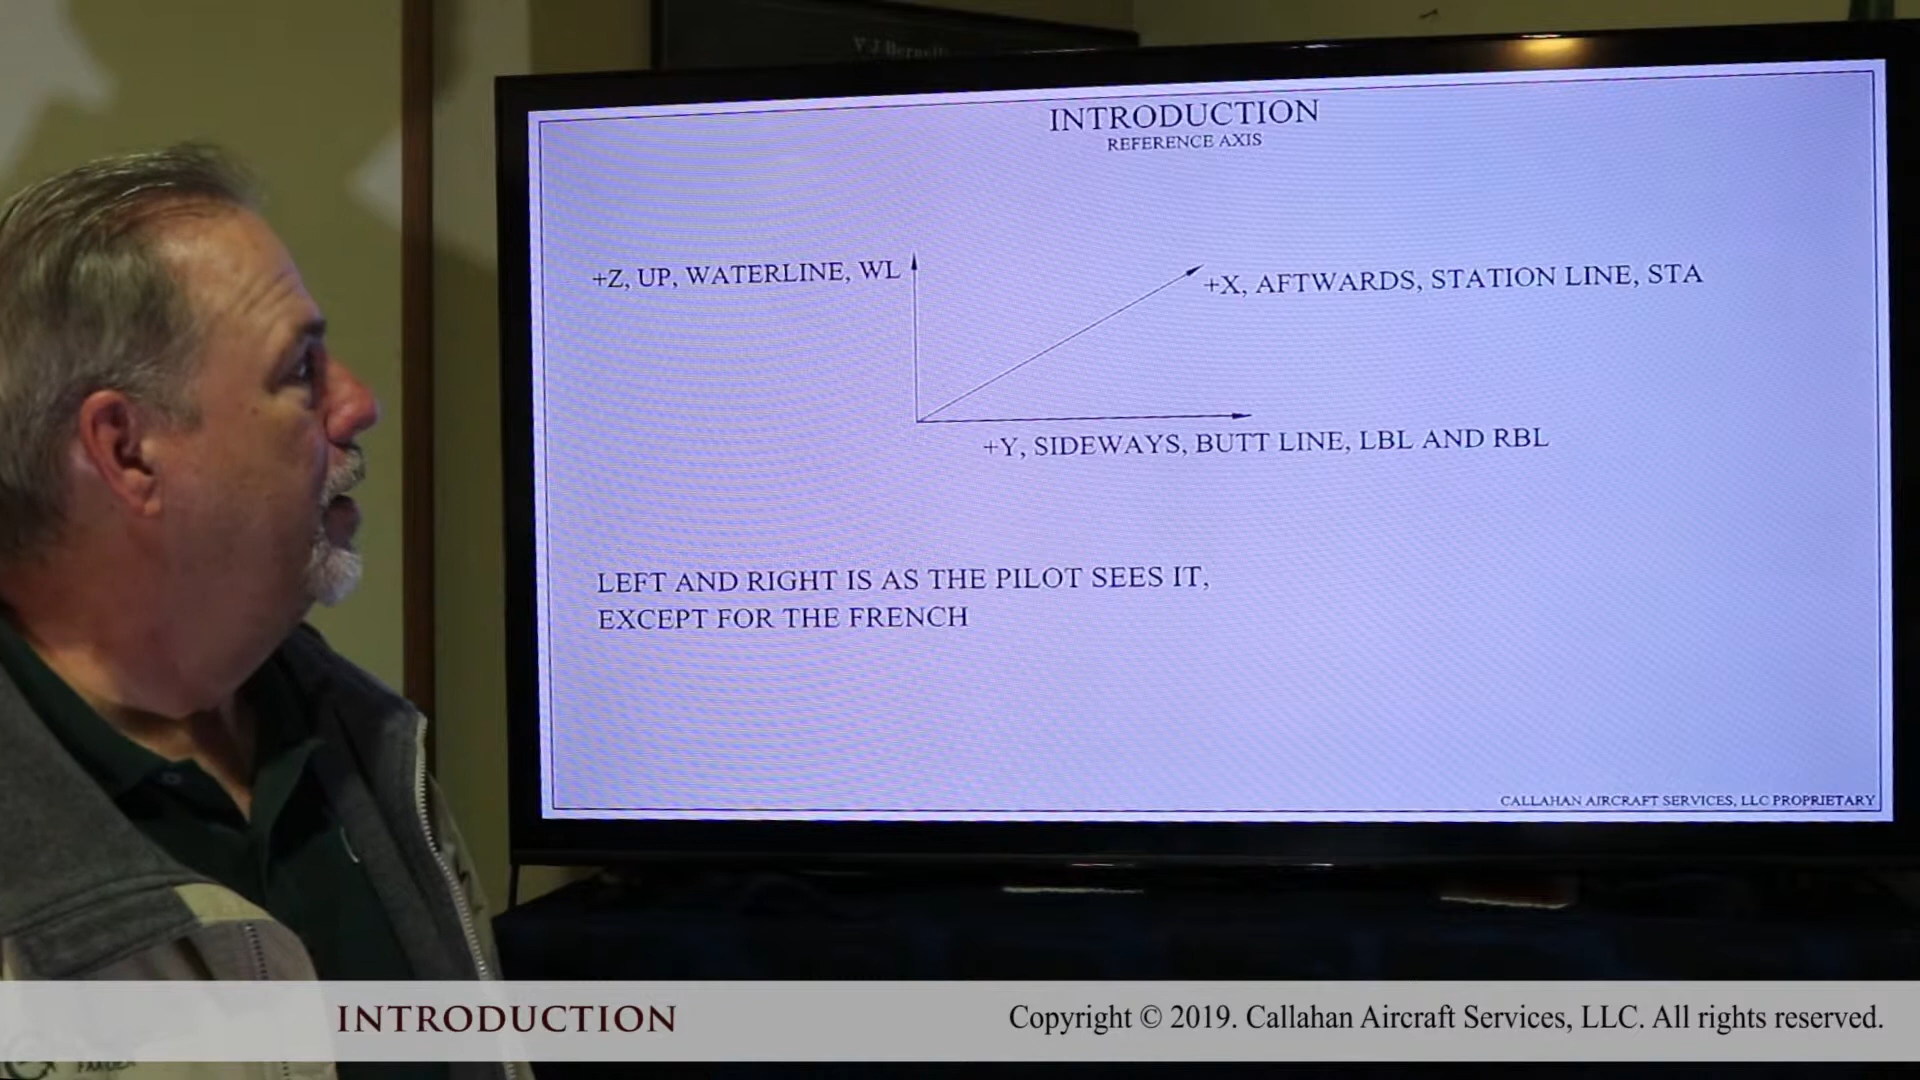 INTRODUCTION
REFERENCE AXIS
+Z, UP, WATERLINE, WL
+X, AFTWARDS, STATION LINE, STA
+Y, SIDEWAYS, BUTT LINE, LBL AND RBL
LEFT AND RIGHT IS AS THE PILOT SEES IT,
EXCEPT FOR THE FRENCH
CALLAHAN AIRCRAFT SERVICES, LLC PROPRIETARY
INTRODUCTION
Copyright © 2019. Callahan Aircraft Services, LLC. All rights reserved.